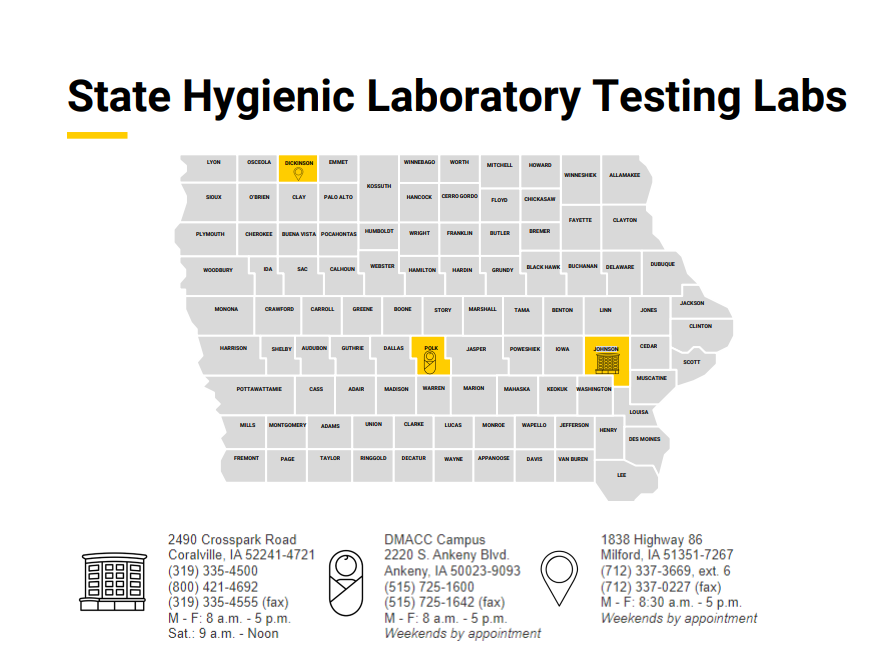 State Hygienic Laboratory Testing Labs
LYON OSCEOLA DICKINSON EMMET WINNEBAGO WORTH MITCHELL HOWARD
WINNESHIEK ALLAMAKEE
KOSSUTH
SIOUX O'BRIEN CLAY PALO ALTO HANCOCK CERRO GORDO FLOYD CHICKASAW
FAYETTE CLAYTON
PLYMOUTH CHEROKEE BUENA VISTA POCAHONTAS HUMBOLDT WRIGHT FRANKLIN BUTLER BREMER
WOODBURY IDA SAC CALHOUN WEBSTER HAMILTON HARDIN GRUNDY BLACK HAWK BUCHANAN DELAWARE DUBUQUE
JACKSON
MONONA CRAWFORD CARROLL GREENE BOONE STORY MARSHALL TAMA BENTON LINN JONES
CLINTON
HARRISON SHELBY AUDUBON GUTHRIE DALLAS POLK JASPER POWESHIEK IOWA JOHNSON CEDAR
SCOTT
MUSCATINE
POTTAWATTAMIE CASS ADAIR MADISON WARREN MARION MAHASKA KEOKUK WASHINGTON
LOUISA
MILLS MONTGOMERY ADAMS UNION CLARKE LUCAS MONROE WAPELLO JEFFERSON HENRY
DES MOINES
FREMONT PAGE TAYLOR RINGGOLD DECATUR WAYNE APPANOOSE DAVIS VAN BUREN
LEE
2490 Crosspark Road
Coralville, IA 52241-4721
(319) 335-4500
(800) 421-4692
(319) 335-4555 (fax)
M - F: 8 a.m. - 5 p.m.
Sat.: 9 a.m. - Noon
DMACC Campus
2220 S. Ankeny Blvd.
Ankeny, IA 50023-9093
(515) 725-1600
(515) 725-1642 (fax)
M - F: 8 a.m. - 5 p.m.
Weekends by appointment
1838 Highway 86
Milford, IA 51351-7267
(712) 337-3669, ext. 6
(712) 337-0227 (fax)
M - F: 8:30 a.m. - 5 p.m.
Weekends by appointment